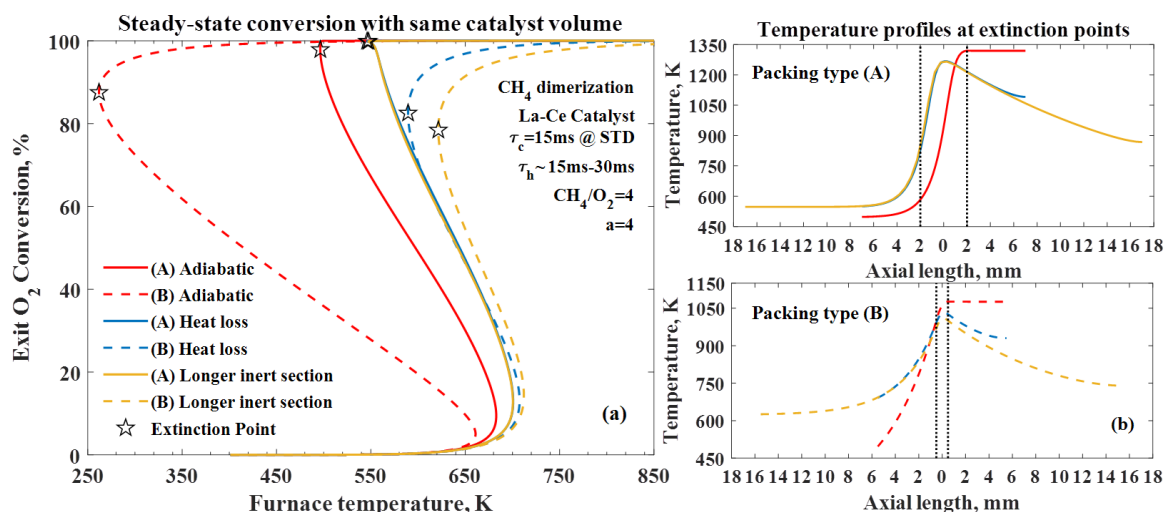 Steady-state conversion with same catalyst volume
Exit O2 Conversion, %
100
80
60
40
20
0
CH4 dimerization
La-Ce Catalyst
τc=15ms @ STD
τh~15ms-30ms
CH4/O2=4
a=4
(A) Adiabatic
(B) Adiabatic
(A) Heat loss
(B) Heat loss
(A) Longer inert section
(B) Longer inert section
Extinction Point
(a)
250 350 450 550 650 750 850
Furnace temperature, K
Temperature profiles at extinction points
Temperature, K
1350
1200
1050
900
750
600
450
Packing type (A)
18 16 14 12 10 8 6 4 2 0 2 4 6 8 10 12 14 16 18
Axial length, mm
Temperature, K
1200
1050
900
750
600
450
Packing type (B)
(b)
18 16 14 12 10 8 6 4 2 0 2 4 6 8 10 12 14 16 18
Axial length, mm